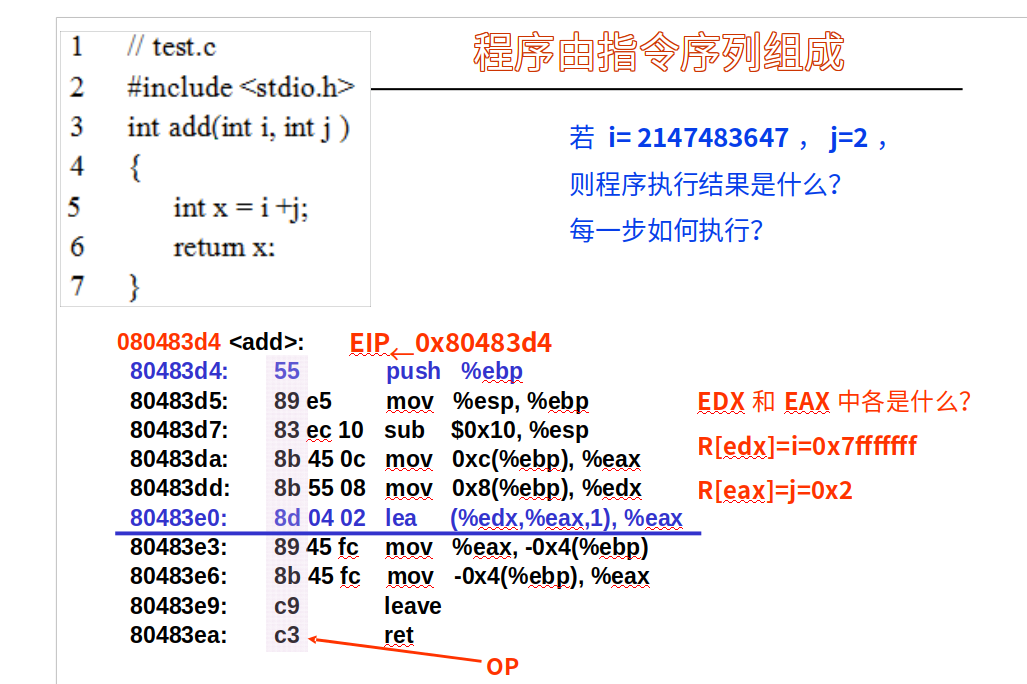 程序由指令序列组成
1 // test.c
2 #include <stdio.h>
3 int add(int i, int j )
4 {
5 int x = i +j;
6 return x:
7 }
若 i= 2147483647 ， j=2 ，
则程序执行结果是什么？
每一步如何执行？
080483d4 <add>: EIP←0x80483d4
80483d4: 55 push %ebp
80483d5: 89 e5 mov %esp, %ebp
80483d7: 83 ec 10 sub $0x10, %esp
80483da: 8b 45 0c mov 0xc(%ebp), %eax
80483dd: 8b 55 08 mov 0x8(%ebp), %edx
80483e0: 8d 04 02 lea (%edx,%eax,1), %eax
80483e3: 89 45 fc mov %eax, -0x4(%ebp)
80483e6: 8b 45 fc mov -0x4(%ebp), %eax
80483e9: c9 leave
80483ea: c3 ret
OP
EDX 和 EAX 中各是什么？
R[edx]=i=0x7fffffff
R[eax]=j=0x2